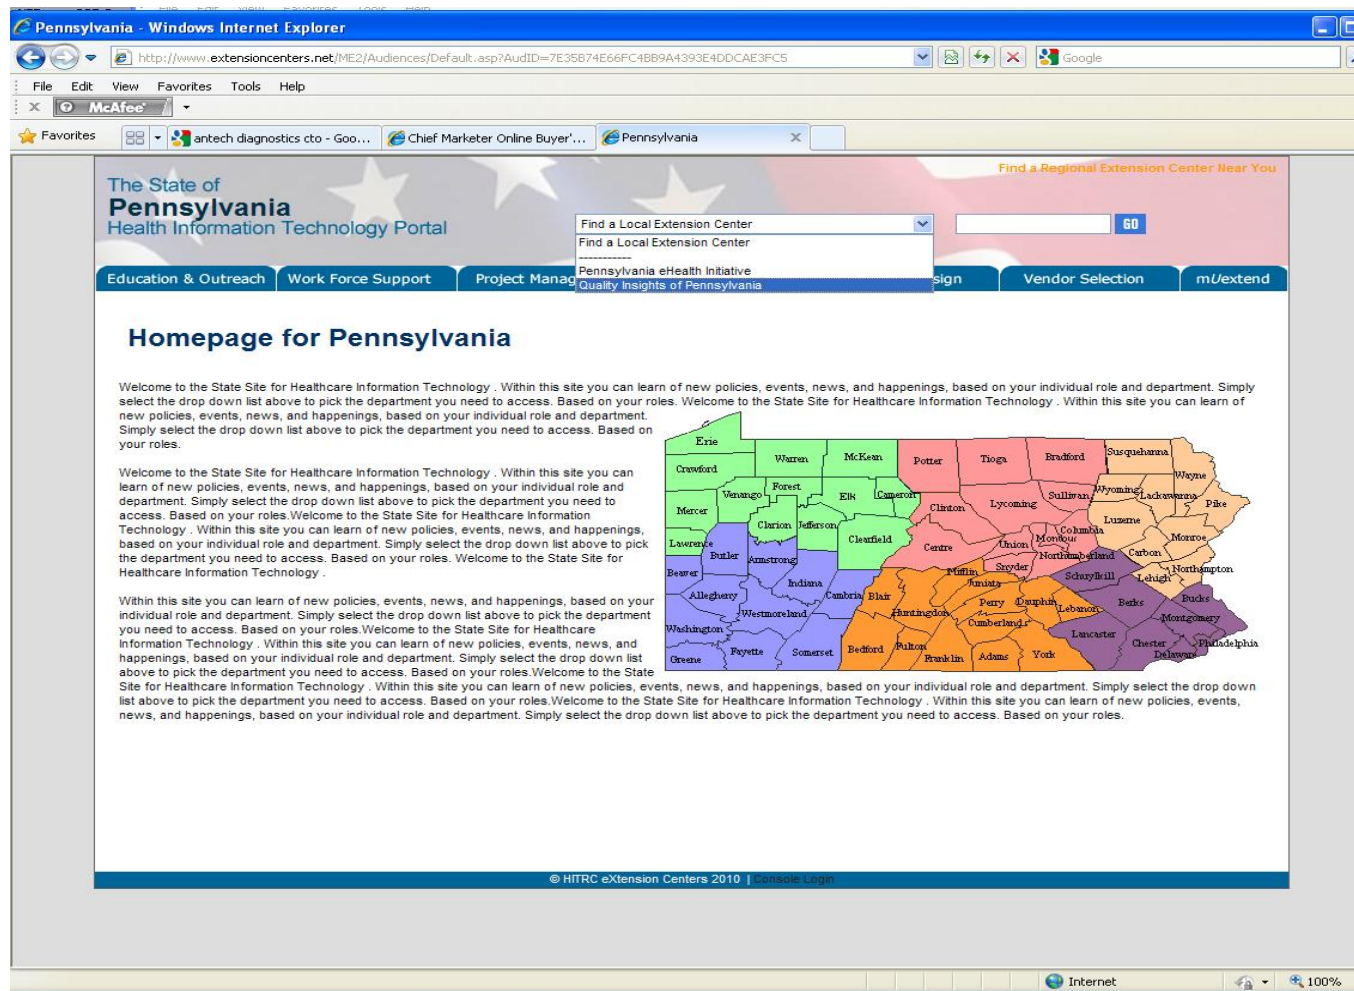 Pennsylvania - Windows Internet Explorer
http://www.extensioncenters.net/ME2/Audiences/Default.asp?AudID=7E35B74E66FC4BB9A4393E4DDCAE3FC5
Google
File Edit View Favorites Tools Help
McAfee
Favorites
antech diagnostics cto - Goo...
Chief Marketer Online Buyer'...
Pennsylvania
Find a Regional Extension Center Near You
The State of
Pennsylvania
Health Information Technology Portal
Find a Local Extension Center
GO
Find a Local Extension Center
-----------
Pennsylvania eHealth Initiative
Quality Insights of Pennsylvania
Education & Outreach Work Force Support Project Manag sign Vendor Selection mUextend
Homepage for Pennsylvania
Welcome to the State Site for Healthcare Information Technology . Within this site you can learn of new policies, events, news, and happenings, based on your individual role and department. Simply
select the drop down list above to pick the department you need to access. Based on your roles. Welcome to the State Site for Healthcare Information Technology . Within this site you can learn of
new policies, events, news, and happenings, based on your individual role and department.
Simply select the drop down list above to pick the department you need to access. Based on
your roles.
Welcome to the State Site for Healthcare Information Technology . Within this site you can
learn of new policies, events, news, and happenings, based on your individual role and
department. Simply select the drop down list above to pick the department you need to
access. Based on your roles.Welcome to the State Site for Healthcare Information
Technology . Within this site you can learn of new policies, events, news, and happenings,
based on your individual role and department. Simply select the drop down list above to pick
the department you need to access. Based on your roles. Welcome to the State Site for
Healthcare Information Technology .
Within this site you can learn of new policies, events, news, and happenings, based on your
individual role and department. Simply select the drop down list above to pick the department
you need to access. Based on your roles.Welcome to the State Site for Healthcare
Information Technology . Within this site you can learn of new policies, events, news, and
happenings, based on your individual role and department. Simply select the drop down list
above to pick the department you need to access. Based on your roles.Welcome to the State
Site for Healthcare Information Technology . Within this site you can learn of new policies, events, news, and happenings, based on your individual role and department. Simply select the drop down
list above to pick the department you need to access. Based on your roles.Welcome to the State Site for Healthcare Information Technology . Within this site you can learn of new policies, events,
news, and happenings, based on your individual role and department. Simply select the drop down list above to pick the department you need to access. Based on your roles.
Erie
Crawford
Warren
McKean
Potter
Tioga
Bradford
Susquehanna
Wayne
Mercer
Venango
Forest
Elk
Cameron
Clinton
Lycoming
Sullivan
Wyoming
Lackawanna
Pike
Lawrence
Clarion
Jefferson
Clearfield
Centre
Union
Montour
Columbia
Luzerne
Monroe
Beaver
Butler
Armstrong
Indiana
Mifflin
Snyder
Northumberland
Carbon
Northampton
Allegheny
Westmoreland
Cambria
Blair
Huntingdon
Juniata
Perry
Dauphin
Schuylkill
Lehigh
Lebanon
Berks
Bucks
Montgomery
Washington
Greene
Fayette
Somerset
Bedford
Fulton
Franklin
Cumberland
Adams
York
Lancaster
Chester
Delaware
Philadelphia
© HITRC eXtension Centers 2010 | Console Login
Internet
100%